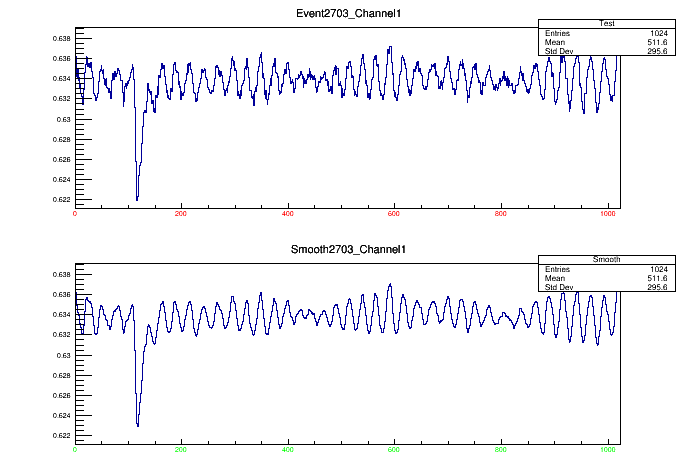 Event2703_Channel1
Test
Entries 1024
Mean 511.6
Std Dev 295.6
0.638
0.636
0.634
0.632
0.63
0.628
0.626
0.624
0.622
0 200 400 600 800 1000
Smooth2703_Channel1
Smooth
Entries 1024
Mean 511.6
Std Dev 295.6
0.638
0.636
0.634
0.632
0.63
0.628
0.626
0.624
0.622
0 200 400 600 800 1000